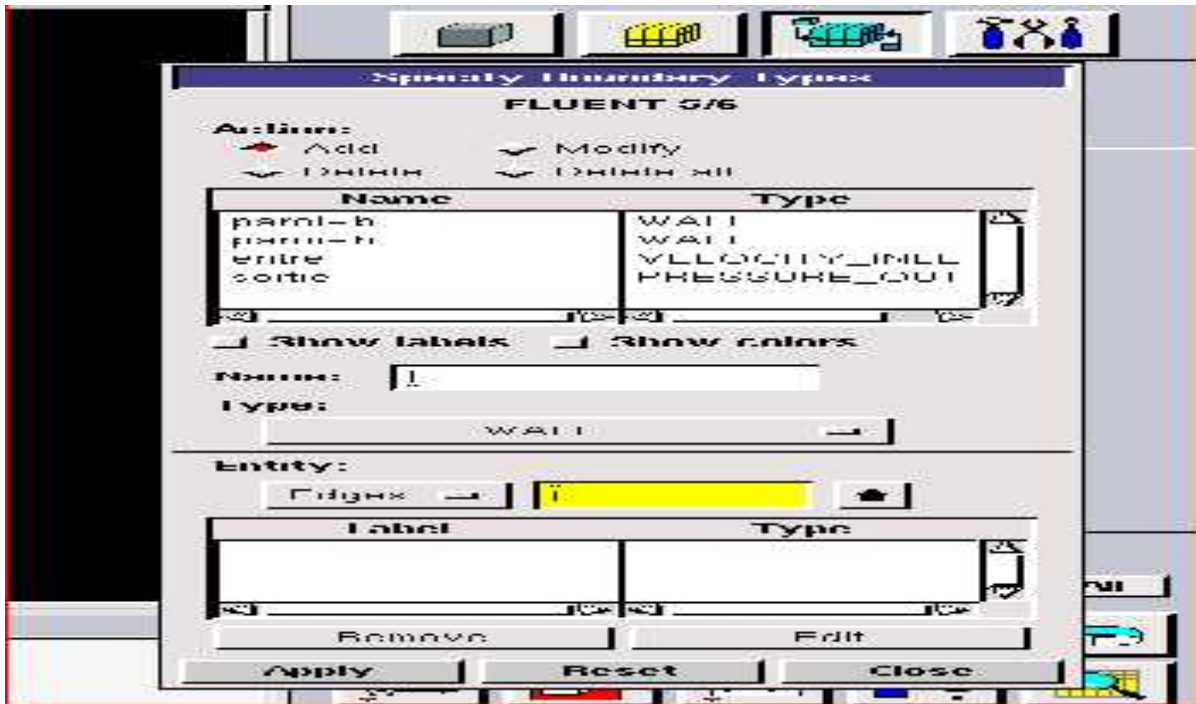 Specify Boundary Types
FLUENT 5/6
Action:
Add Modify
Delete Delete all
Name Type
paroi-b WALL
paroi-h WALL
entre VELOCITY_INLE
sortie PRESSURE_OUT
Show labels Show colors
Name:
Type:
WALL
Entity:
Edges
Label Type
Remove Edit
Apply Reset Close